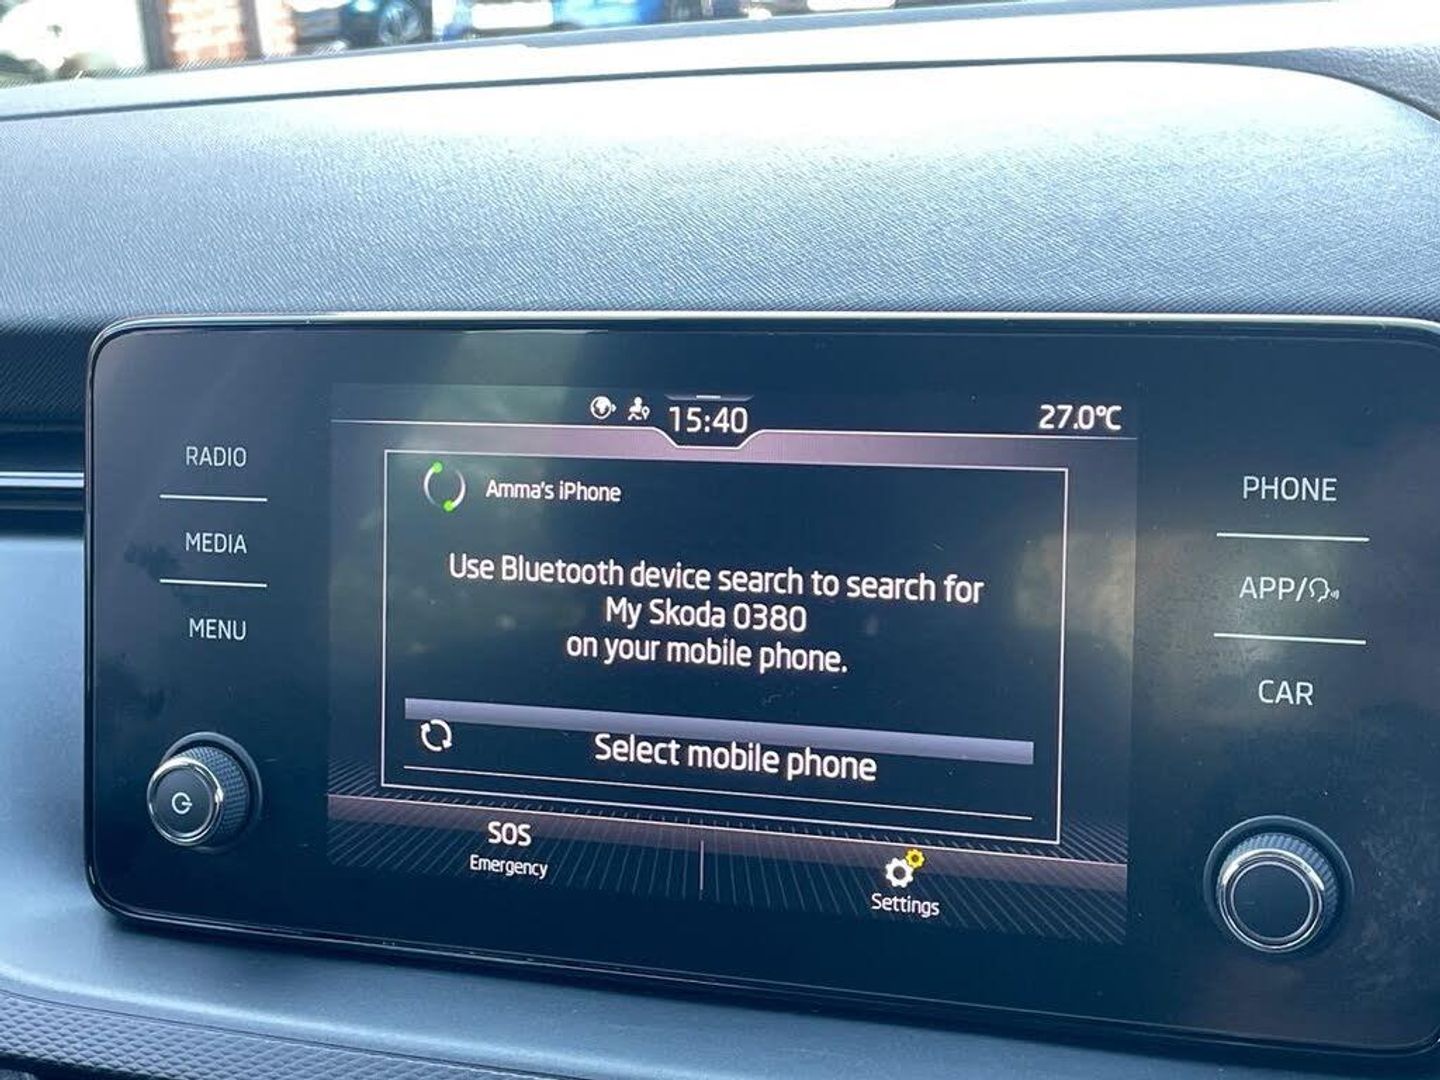 15:40
27.0°C
RADIO
MEDIA
MENU
Amma's iPhone
Use Bluetooth device search to search for
My Skoda 0380
on your mobile phone.
Select mobile phone
SOS
Emergency
Settings
PHONE
APP/
CAR